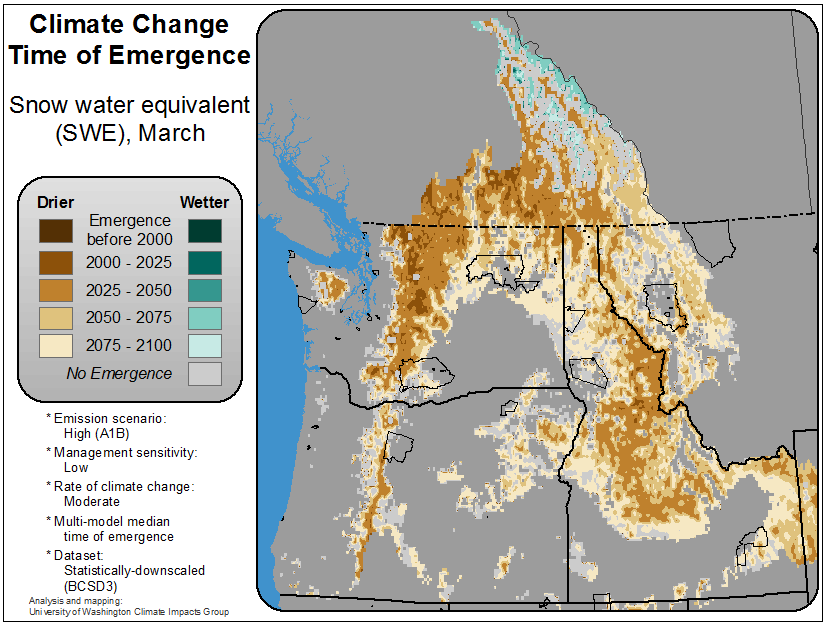 Climate Change
Time of Emergence
Snow water equivalent
(SWE), March
Drier
Wetter
Emergence
before 2000
2000 - 2025
2025 - 2050
2050 - 2075
2075 - 2100
No Emergence
* Emission scenario:
High (A1B)
* Management sensitivity:
Low
* Rate of climate change:
Moderate
* Multi-model median
time of emergence
* Dataset:
Statistically-downscaled
(BCSD3)
Analysis and mapping:
University of Washington Climate Impacts Group